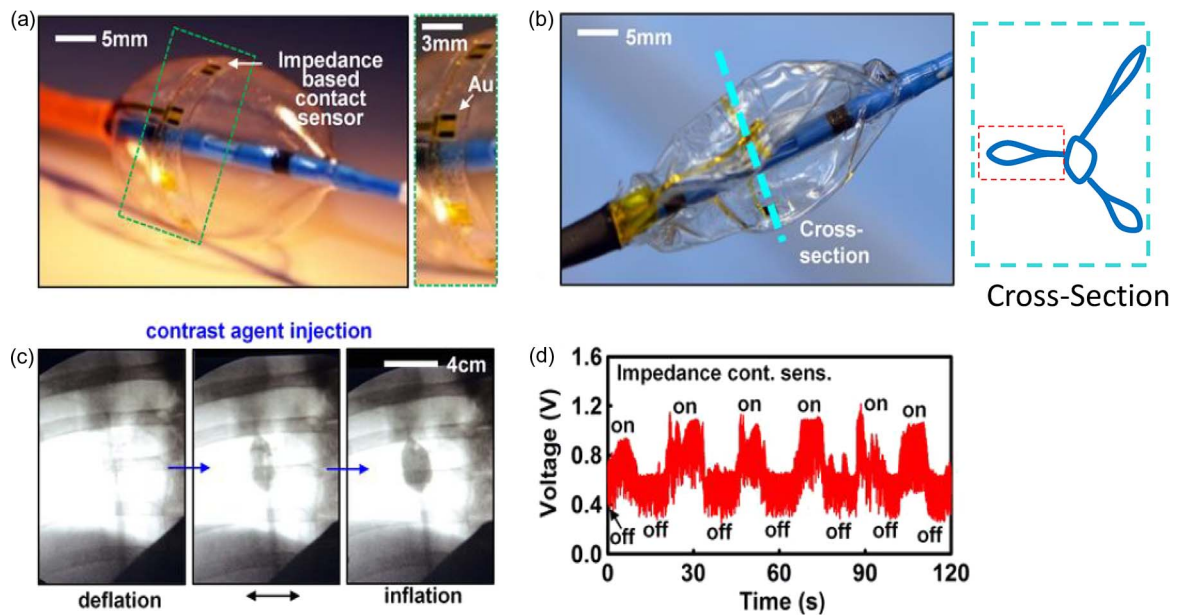 (a)
5mm
Impedance
based
contact
sensor
3mm
Au
(b)
5mm
Cross-
section
Cross-Section
(c)
contrast agent injection
4cm
deflation
inflation
(d)
Impedance cont. sens.
Voltage (V)
1.6
1.2
0.8
0.4
0.0
on
on
on
on
on
on
off
off
off
off
off
off
off
0
30
60
90
120
Time (s)